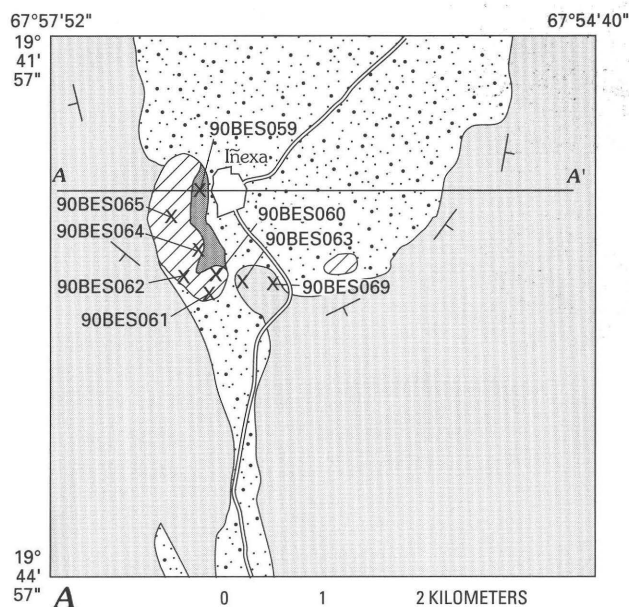 67°57'52" 67°54'40"
19°
41'
57"
90BES059
Iñexa
A A'
90BES065
90BES060
90BES064
90BES063
90BES062
90BES069
90BES061
19°
44'
57"
A 0 1 2 KILOMETERS